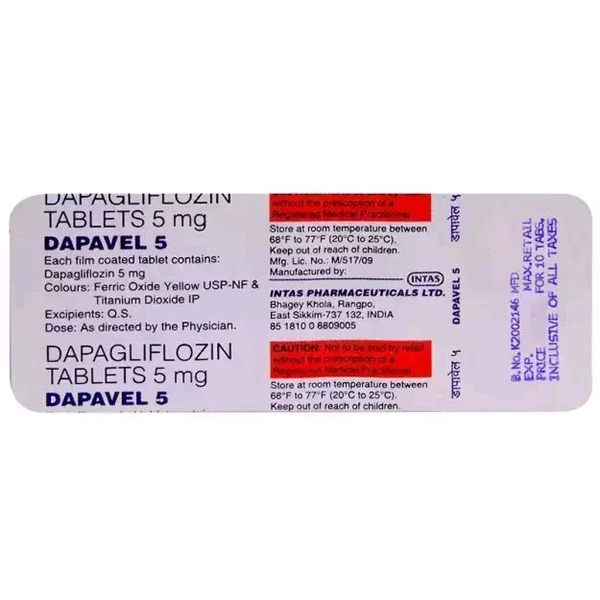 DAPAGLIFLOZIN
TABLETS 5 mg
DAPAVEL 5
Each film coated tablet contains:
Dapagliflozin 5 mg
Colours: Ferric Oxide Yellow USP-NF &
Titanium Dioxide IP
Excipients: Q.S.
Dose: As directed by the Physician.
DAPAGLIFLOZIN
TABLETS 5 mg
DAPAVEL 5
without the prescription of a
Registered Medical Practitioner.
Store at room temperature between
68°F to 77°F (20°C to 25°C).
Keep out of reach of children.
Mfg. Lic. No.: M/517/09
Manufactured by:
INTAS
INTAS PHARMACEUTICALS LTD.
Bhagey Khola, Rangpo,
East Sikkim-737 132, INDIA
85 1810 0 8809005
CAUTION: Not to be sold by retail
without the prescription of a
Registered Medical Practitioner.
Store at room temperature between
68°F to 77°F (20°C to 25°C).
Keep out of reach of children.
डापावेल ५
DAPAVEL 5
डापावेल ५
B.No. K2002146 MFD
EXP. MAX.RETAIL
PRICE FOR 10 TABS.
INCLUSIVE OF ALL TAXES